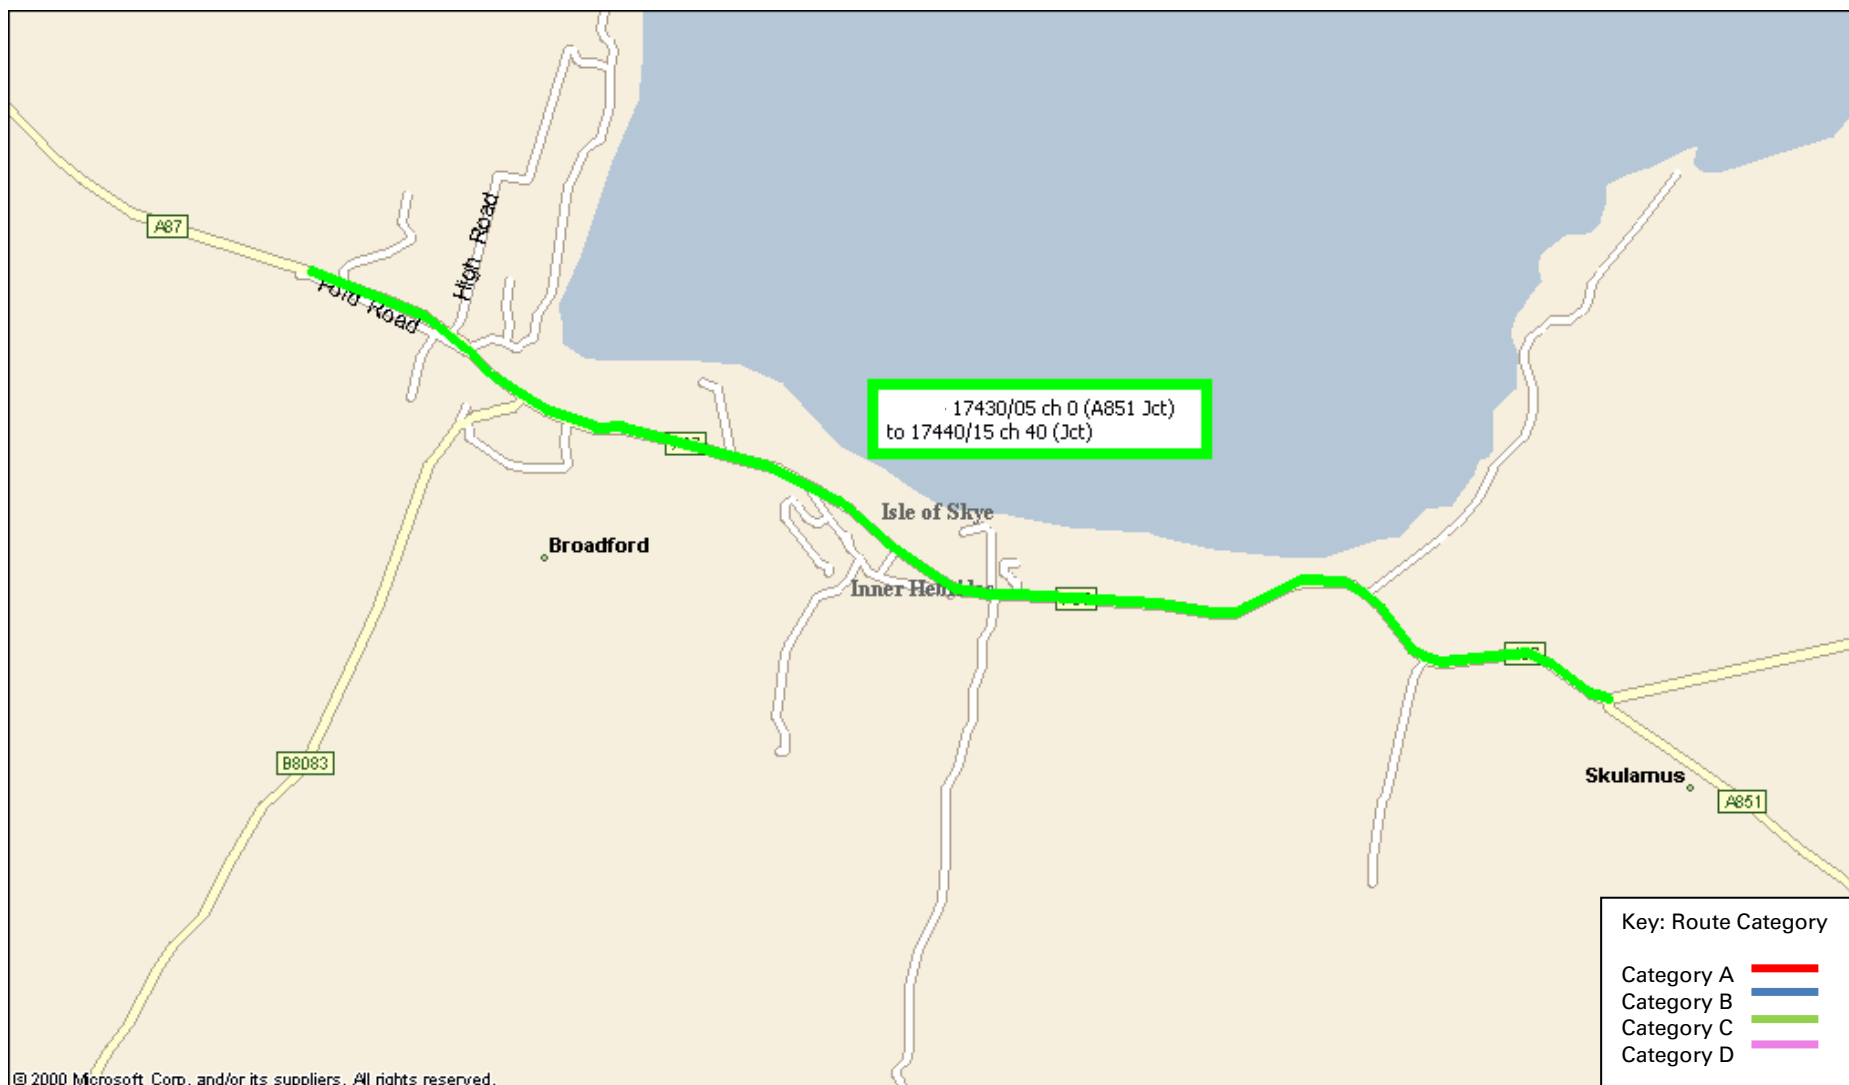 A87
High Road
Ford Road
17430/05 ch 0 (A851 Jct)
to 17440/15 ch 40 (Jct)
Isle of Skye
Broadford
Inner
B8083
Skulamus
A851
Key: Route Category
Category A
Category B
Category C
Category D
© 2000 Microsoft Corp. and/or its suppliers. All rights reserved.